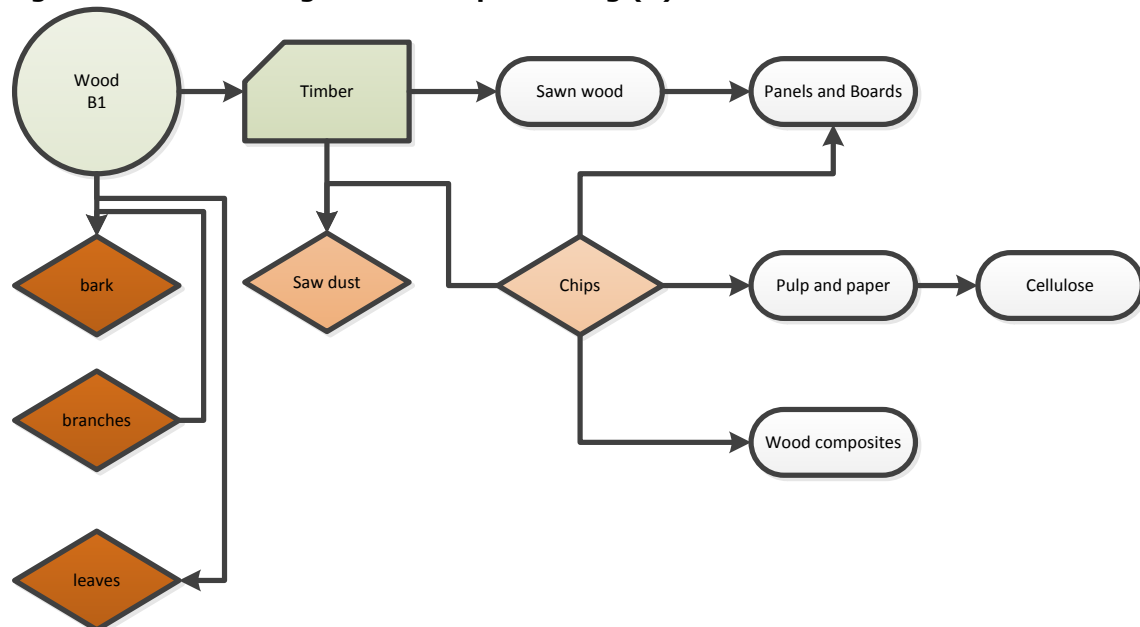 Wood
B1
Timber
Sawn wood
Panels and Boards
bark
Saw dust
Chips
Pulp and paper
Cellulose
branches
Wood composites
leaves